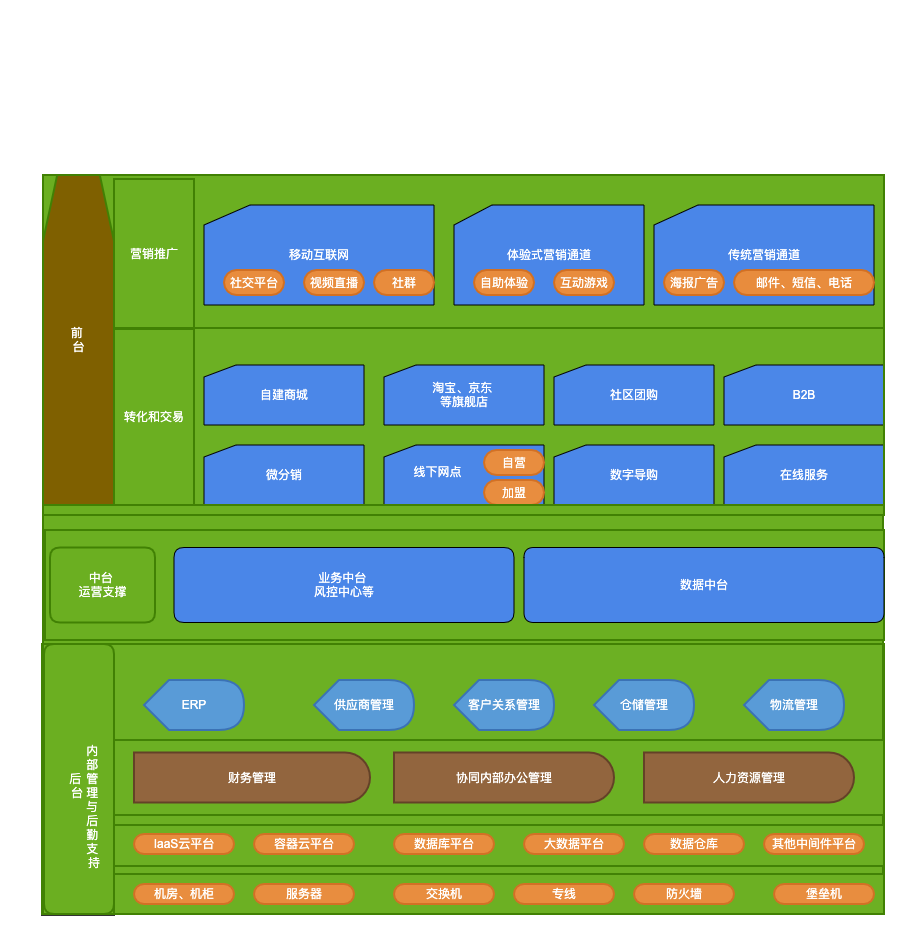 前
台
营销推广
移动互联网
社交平台
视频直播
社群
体验式营销通道
自助体验
互动游戏
传统营销通道
海报广告
邮件、短信、电话
转化和交易
自建商城
淘宝、京东
等旗舰店
社区团购
B2B
微分销
线下网点
自营
加盟
数字导购
在线服务
中台
运营支撑
业务中台
风控中心等
数据中台
后台
内部管理与后勤支持
ERP
供应商管理
客户关系管理
仓储管理
物流管理
财务管理
协同内部办公管理
人力资源管理
IaaS云平台
容器云平台
数据库平台
大数据平台
数据仓库
其他中间件平台
机房、机柜
服务器
交换机
专线
防火墙
堡垒机